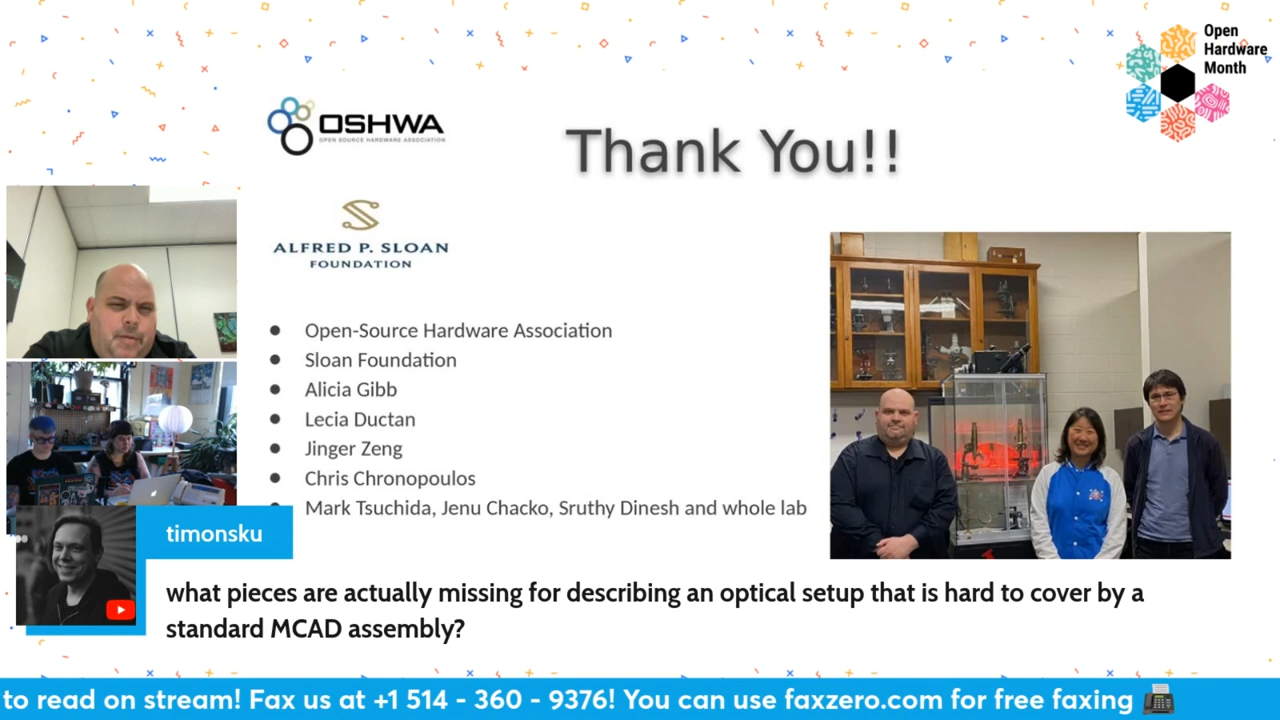 Open
Hardware
Month
OSHWA
OPEN SOURCE HARDWARE ASSOCIATION
Thank You!!
ALFRED P. SLOAN
FOUNDATION
● Open-Source Hardware Association
● Sloan Foundation
● Alicia Gibb
● Lecia Ductan
● Jinger Zeng
● Chris Chronopoulos
● Mark Tsuchida, Jenu Chacko, Sruthy Dinesh and whole lab
timonsku
what pieces are actually missing for describing an optical setup that is hard to cover by a
standard MCAD assembly?
to read on stream! Fax us at +1 514 - 360 - 9376! You can use faxzero.com for free faxing